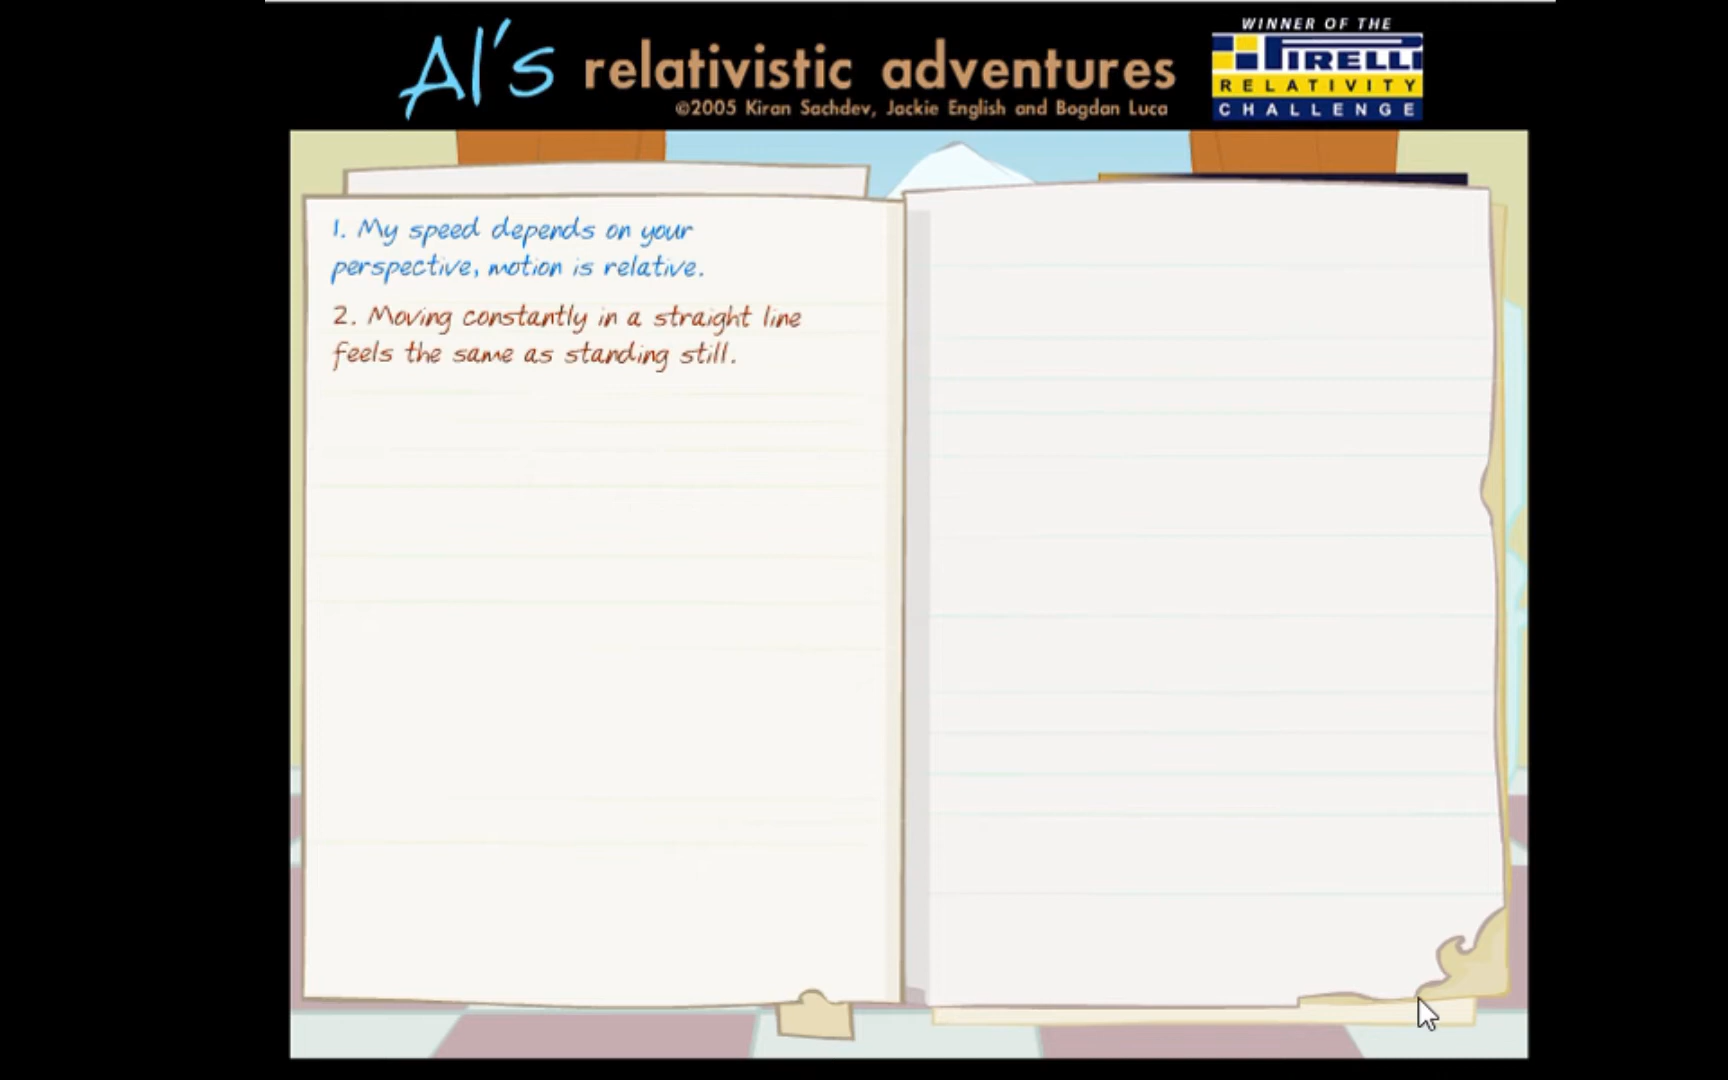 Al's relativistic adventures
©2005 Kiran Sachdev, Jackie English and Bogdan Luca
WINNER OF THE
PIRELLI
RELATIVITY
CHALLENGE
1. My speed depends on your
perspective, motion is relative.
2. Moving constantly in a straight line
feels the same as standing still.